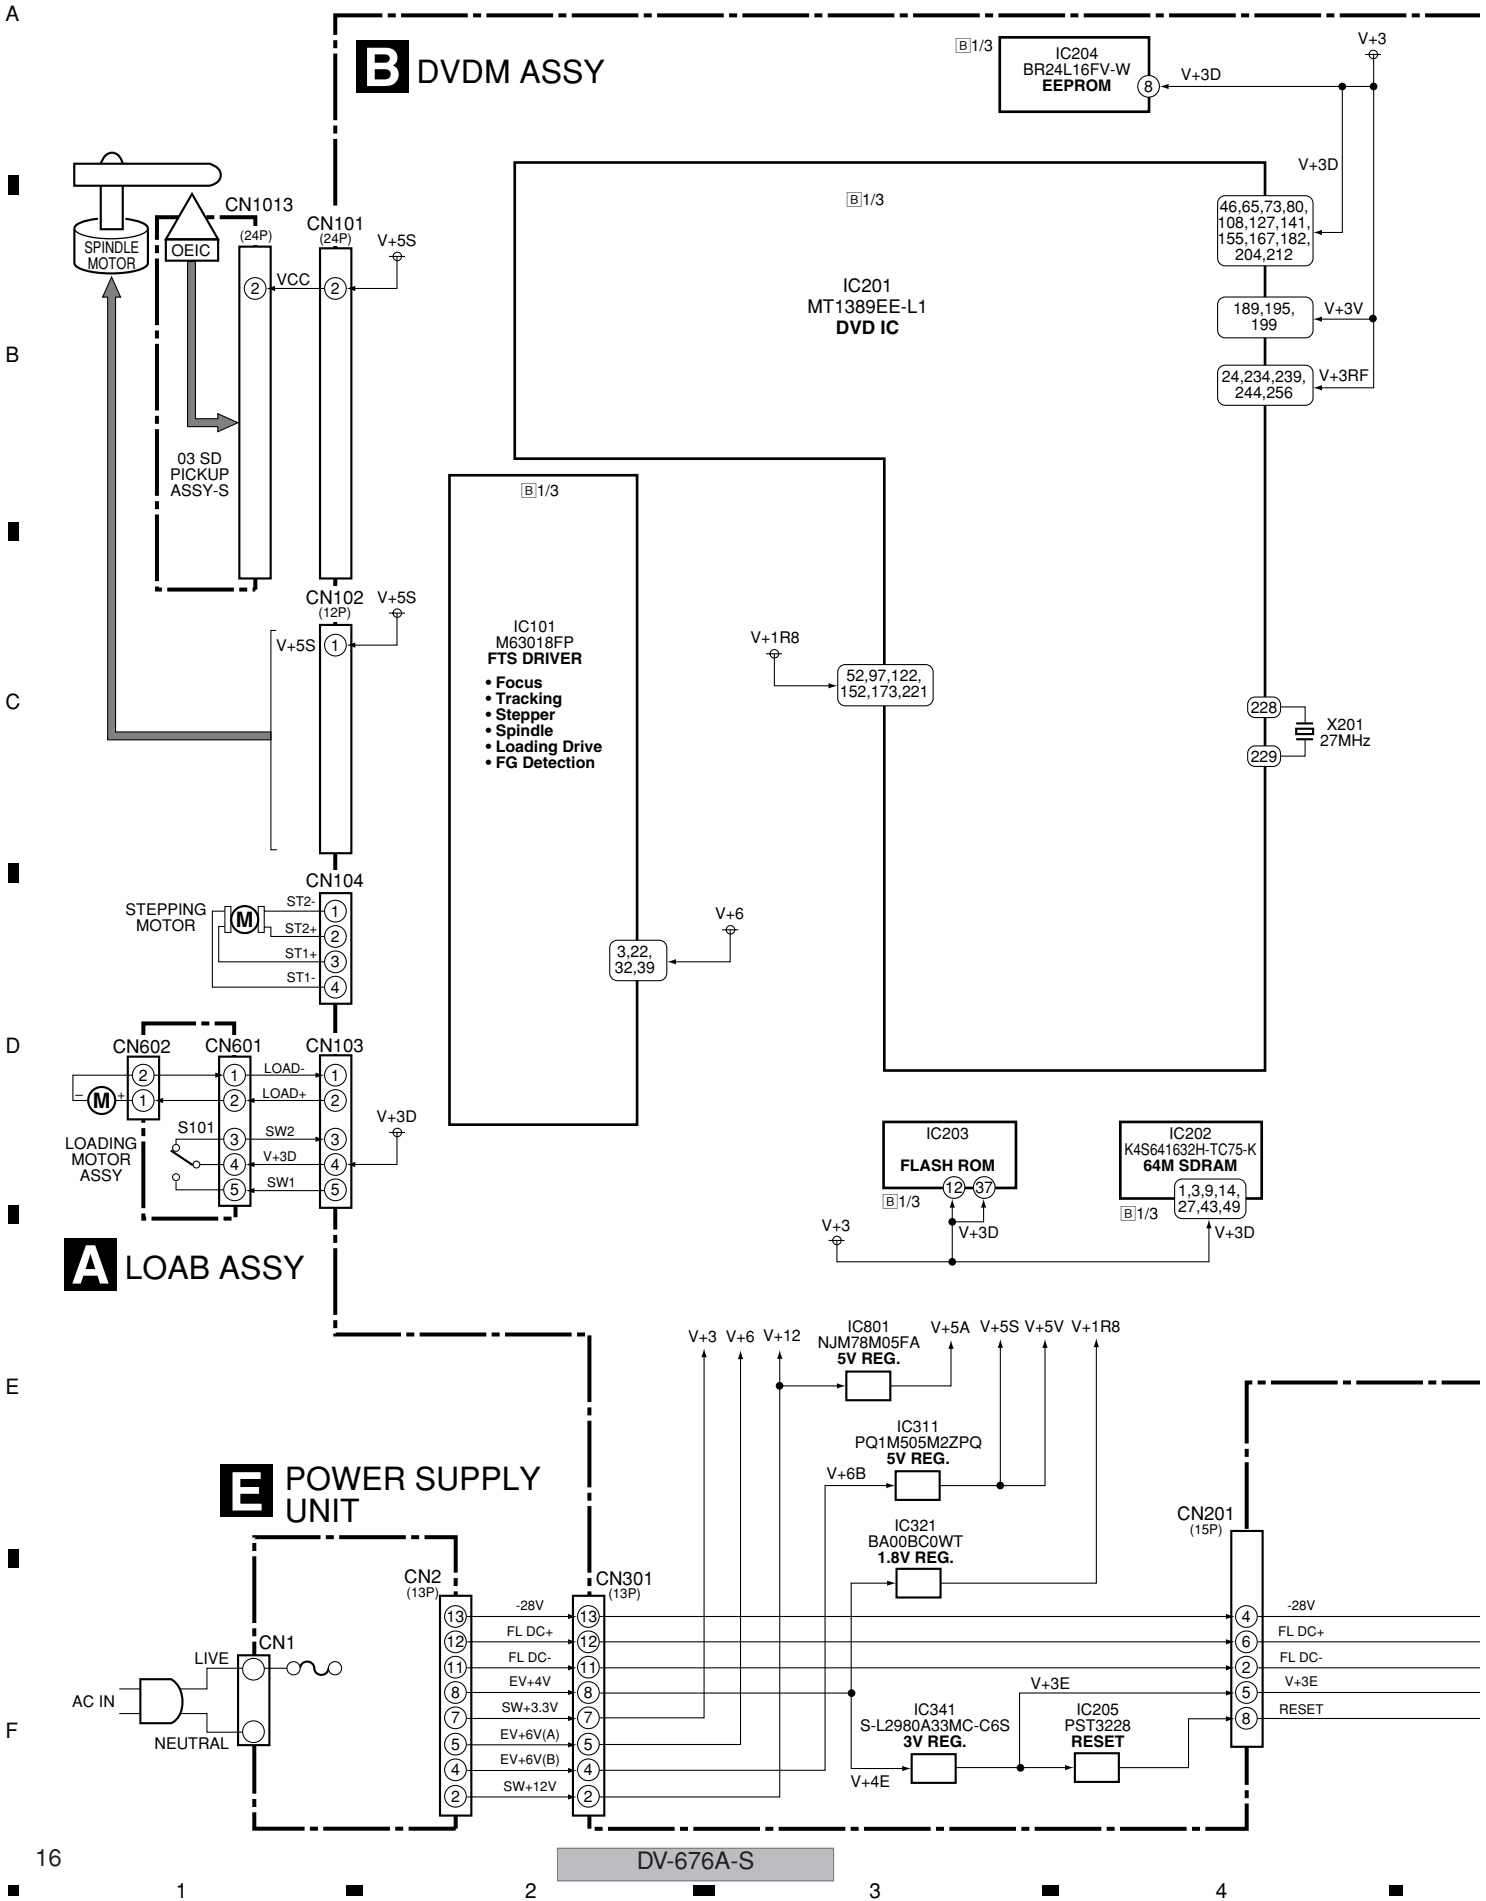 A
B DVDM ASSY
B 1/3
IC204
BR24L16FV-W
EEPROM
8
V+3D
V+3
V+3D
B 1/3
46,65,73,80,
108,127,141,
155,167,182,
204,212
CN1013
(24P)
CN101
(24P)
V+5S
SPINDLE
MOTOR
OEIC
2
VCC
2
IC201
MT1389EE-L1
DVD IC
189,195,
199
V+3V
B
24,234,239,
244,256
V+3RF
03 SD
PICKUP
ASSY-S
B 1/3
CN102
(12P)
V+5S
V+5S
1
IC101
M63018FP
FTS DRIVER
• Focus
• Tracking
• Stepper
• Spindle
• Loading Drive
• FG Detection
V+1R8
52,97,122,
152,173,221
C
228
229
X201
27MHz
CN104
STEPPING
MOTOR
M
ST2-
1
ST2+
2
ST1+
3
ST1-
4
V+6
3,22,
32,39
D
CN602
CN601
CN103
2
1
LOAD-
1
−
M
+
1
2
LOAD+
2
V+3D
S101
3
SW2
3
4
V+3D
4
5
SW1
5
LOADING
MOTOR
ASSY
IC203
FLASH ROM
12
37
B 1/3
V+3D
IC202
K4S641632H-TC75-K
64M SDRAM
1,3,9,14,
27,43,49
B 1/3
V+3D
V+3
A LOAB ASSY
V+3
V+6
V+12
IC801
NJM78M05FA
5V REG.
V+5A
V+5S
V+5V
V+1R8
E
IC311
PQ1M505M2ZPQ
5V REG.
V+6B
E POWER SUPPLY
UNIT
IC321
BA00BC0WT
1.8V REG.
CN201
(15P)
CN2
(13P)
CN301
(13P)
13
-28V
13
4
-28V
12
FL DC+
12
6
FL DC+
11
FL DC-
11
2
FL DC-
8
EV+4V
8
V+3E
5
V+3E
7
SW+3.3V
7
8
RESET
5
EV+6V(A)
5
4
EV+6V(B)
4
2
SW+12V
2
CN1
LIVE
AC IN
NEUTRAL
F
V+4E
IC341
S-L2980A33MC-C6S
3V REG.
IC205
PST3228
RESET
16
DV-676A-S
1
2
3
4